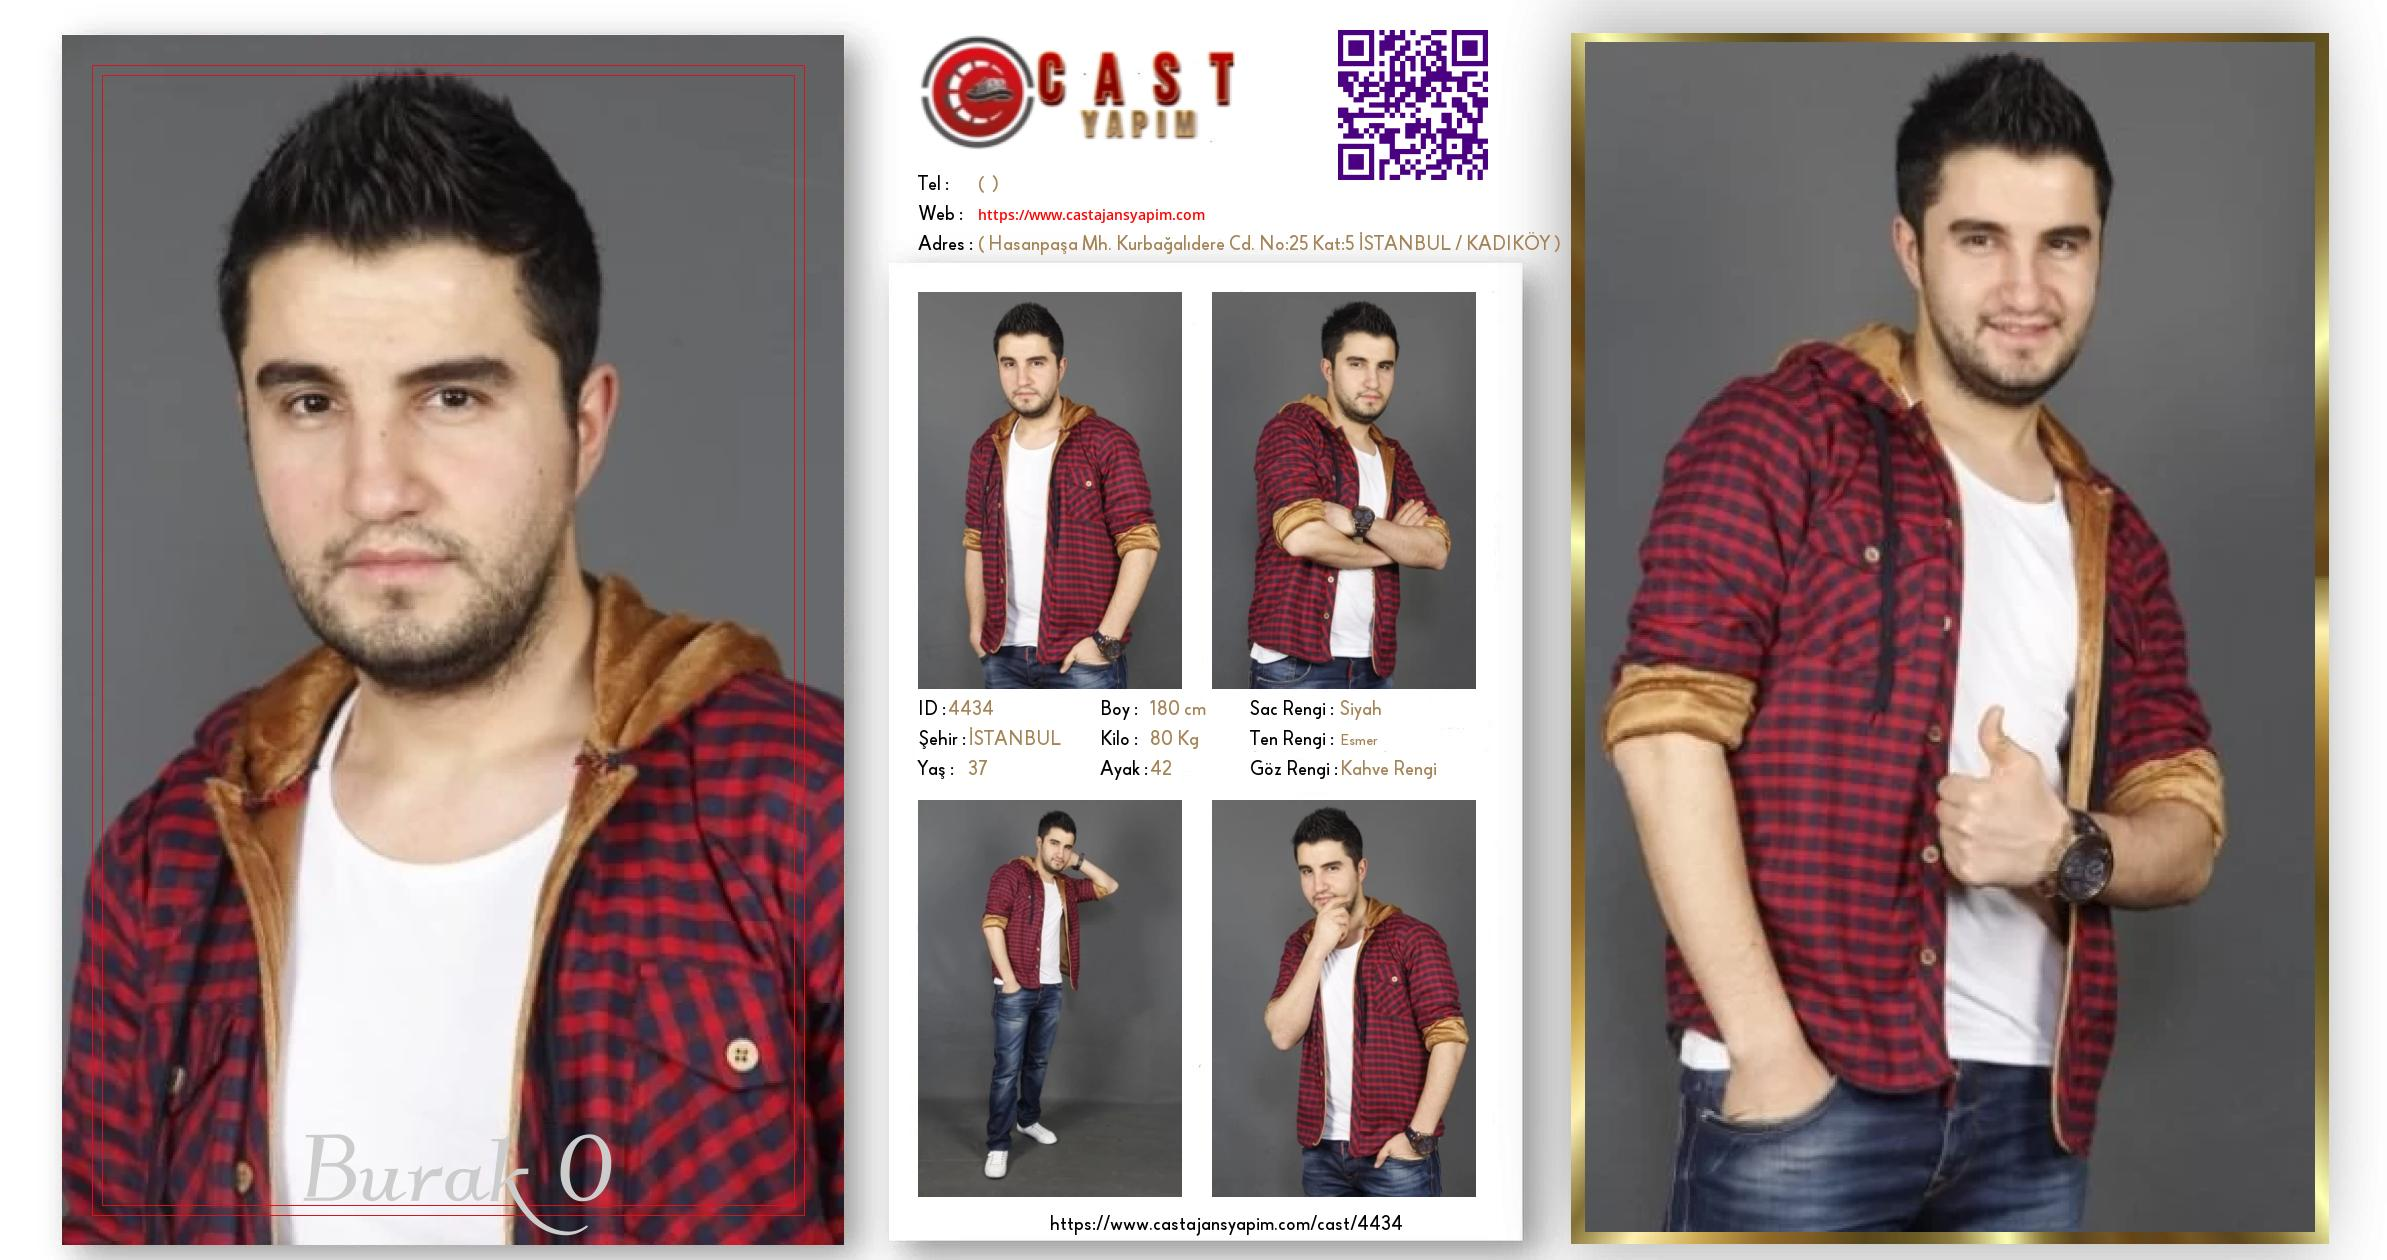 Burak O
CAST
YAPIM
Tel : ( )
Web : https://www.castajansyapim.com
Adres : ( Hasanpaşa Mh. Kurbağalıdere Cd. No:25 Kat:5 İSTANBUL / KADIKÖY )
ID : 4434 Boy : 180 cm Sac Rengi : Siyah
Şehir : İSTANBUL Kilo : 80 Kg Ten Rengi : Esmer
Yaş : 37 Ayak : 42 Göz Rengi : Kahve Rengi
https://www.castajansyapim.com/cast/4434